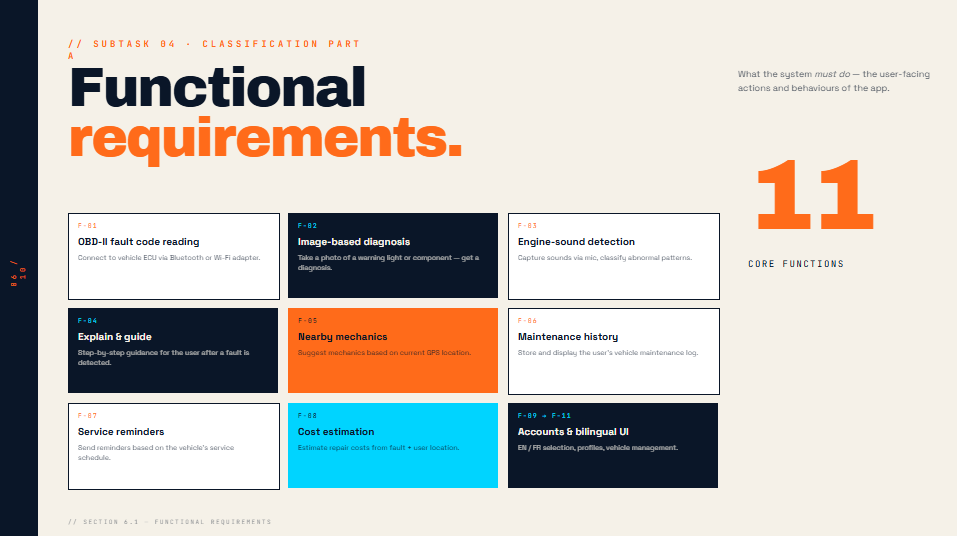 // SUBTASK 04 · CLASSIFICATION PART
A
Functional
requirements.
What the system must do — the user-facing
actions and behaviours of the app.
11
CORE FUNCTIONS
06 /
10
F-01
OBD-II fault code reading
Connect to vehicle ECU via Bluetooth or Wi-Fi adapter.
F-02
Image-based diagnosis
Take a photo of a warning light or component — get a
diagnosis.
F-03
Engine-sound detection
Capture sounds via mic, classify abnormal patterns.
F-04
Explain & guide
Step-by-step guidance for the user after a fault is
detected.
F-05
Nearby mechanics
Suggest mechanics based on current GPS location.
F-06
Maintenance history
Store and display the user's vehicle maintenance log.
F-07
Service reminders
Send reminders based on the vehicle's service
schedule.
F-08
Cost estimation
Estimate repair costs from fault + user location.
F-09 → F-11
Accounts & bilingual UI
EN / FR selection, profiles, vehicle management.
// SECTION 6.1 · FUNCTIONAL REQUIREMENTS